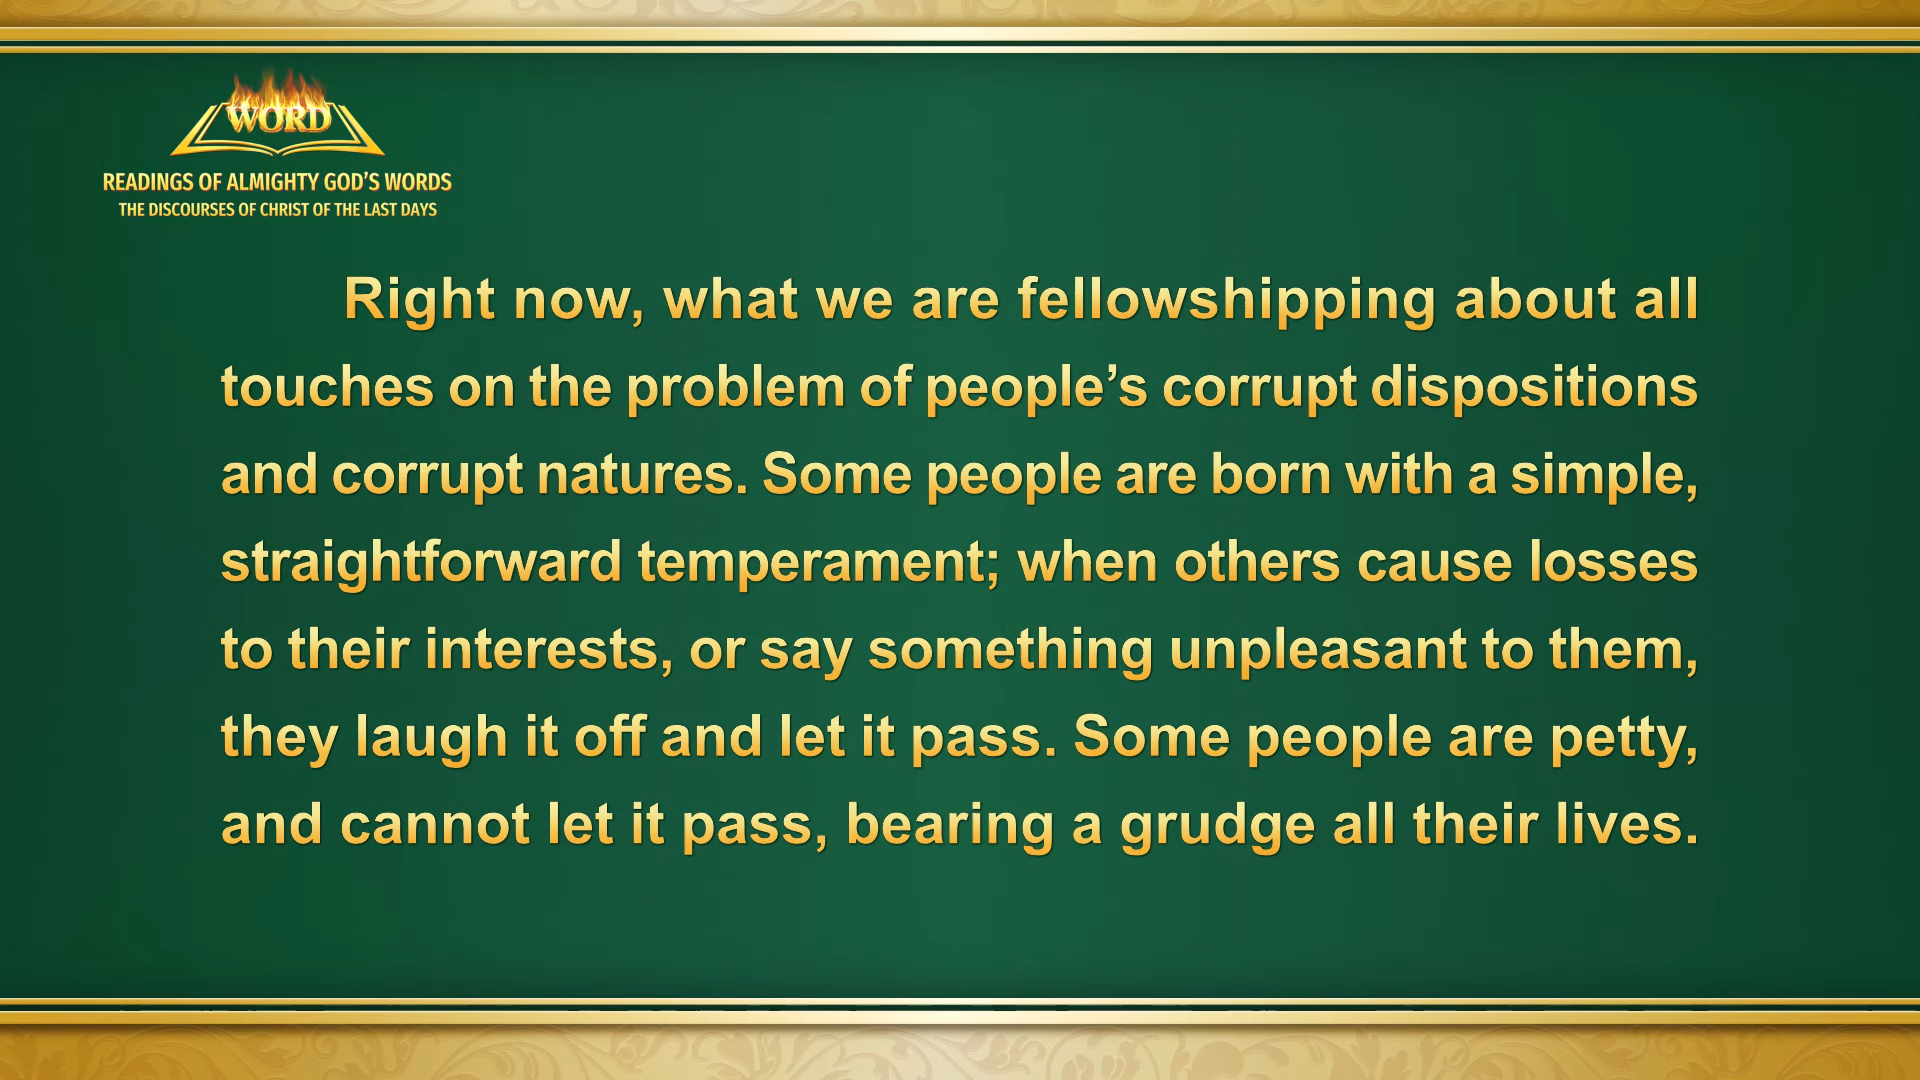 WORD
READINGS OF ALMIGHTY GOD’S WORDS
THE DISCOURSES OF CHRIST OF THE LAST DAYS
Right now, what we are fellowshipping about all
touches on the problem of people’s corrupt dispositions
and corrupt natures. Some people are born with a simple,
straightforward temperament; when others cause losses
to their interests, or say something unpleasant to them,
they laugh it off and let it pass. Some people are petty,
and cannot let it pass, bearing a grudge all their lives.